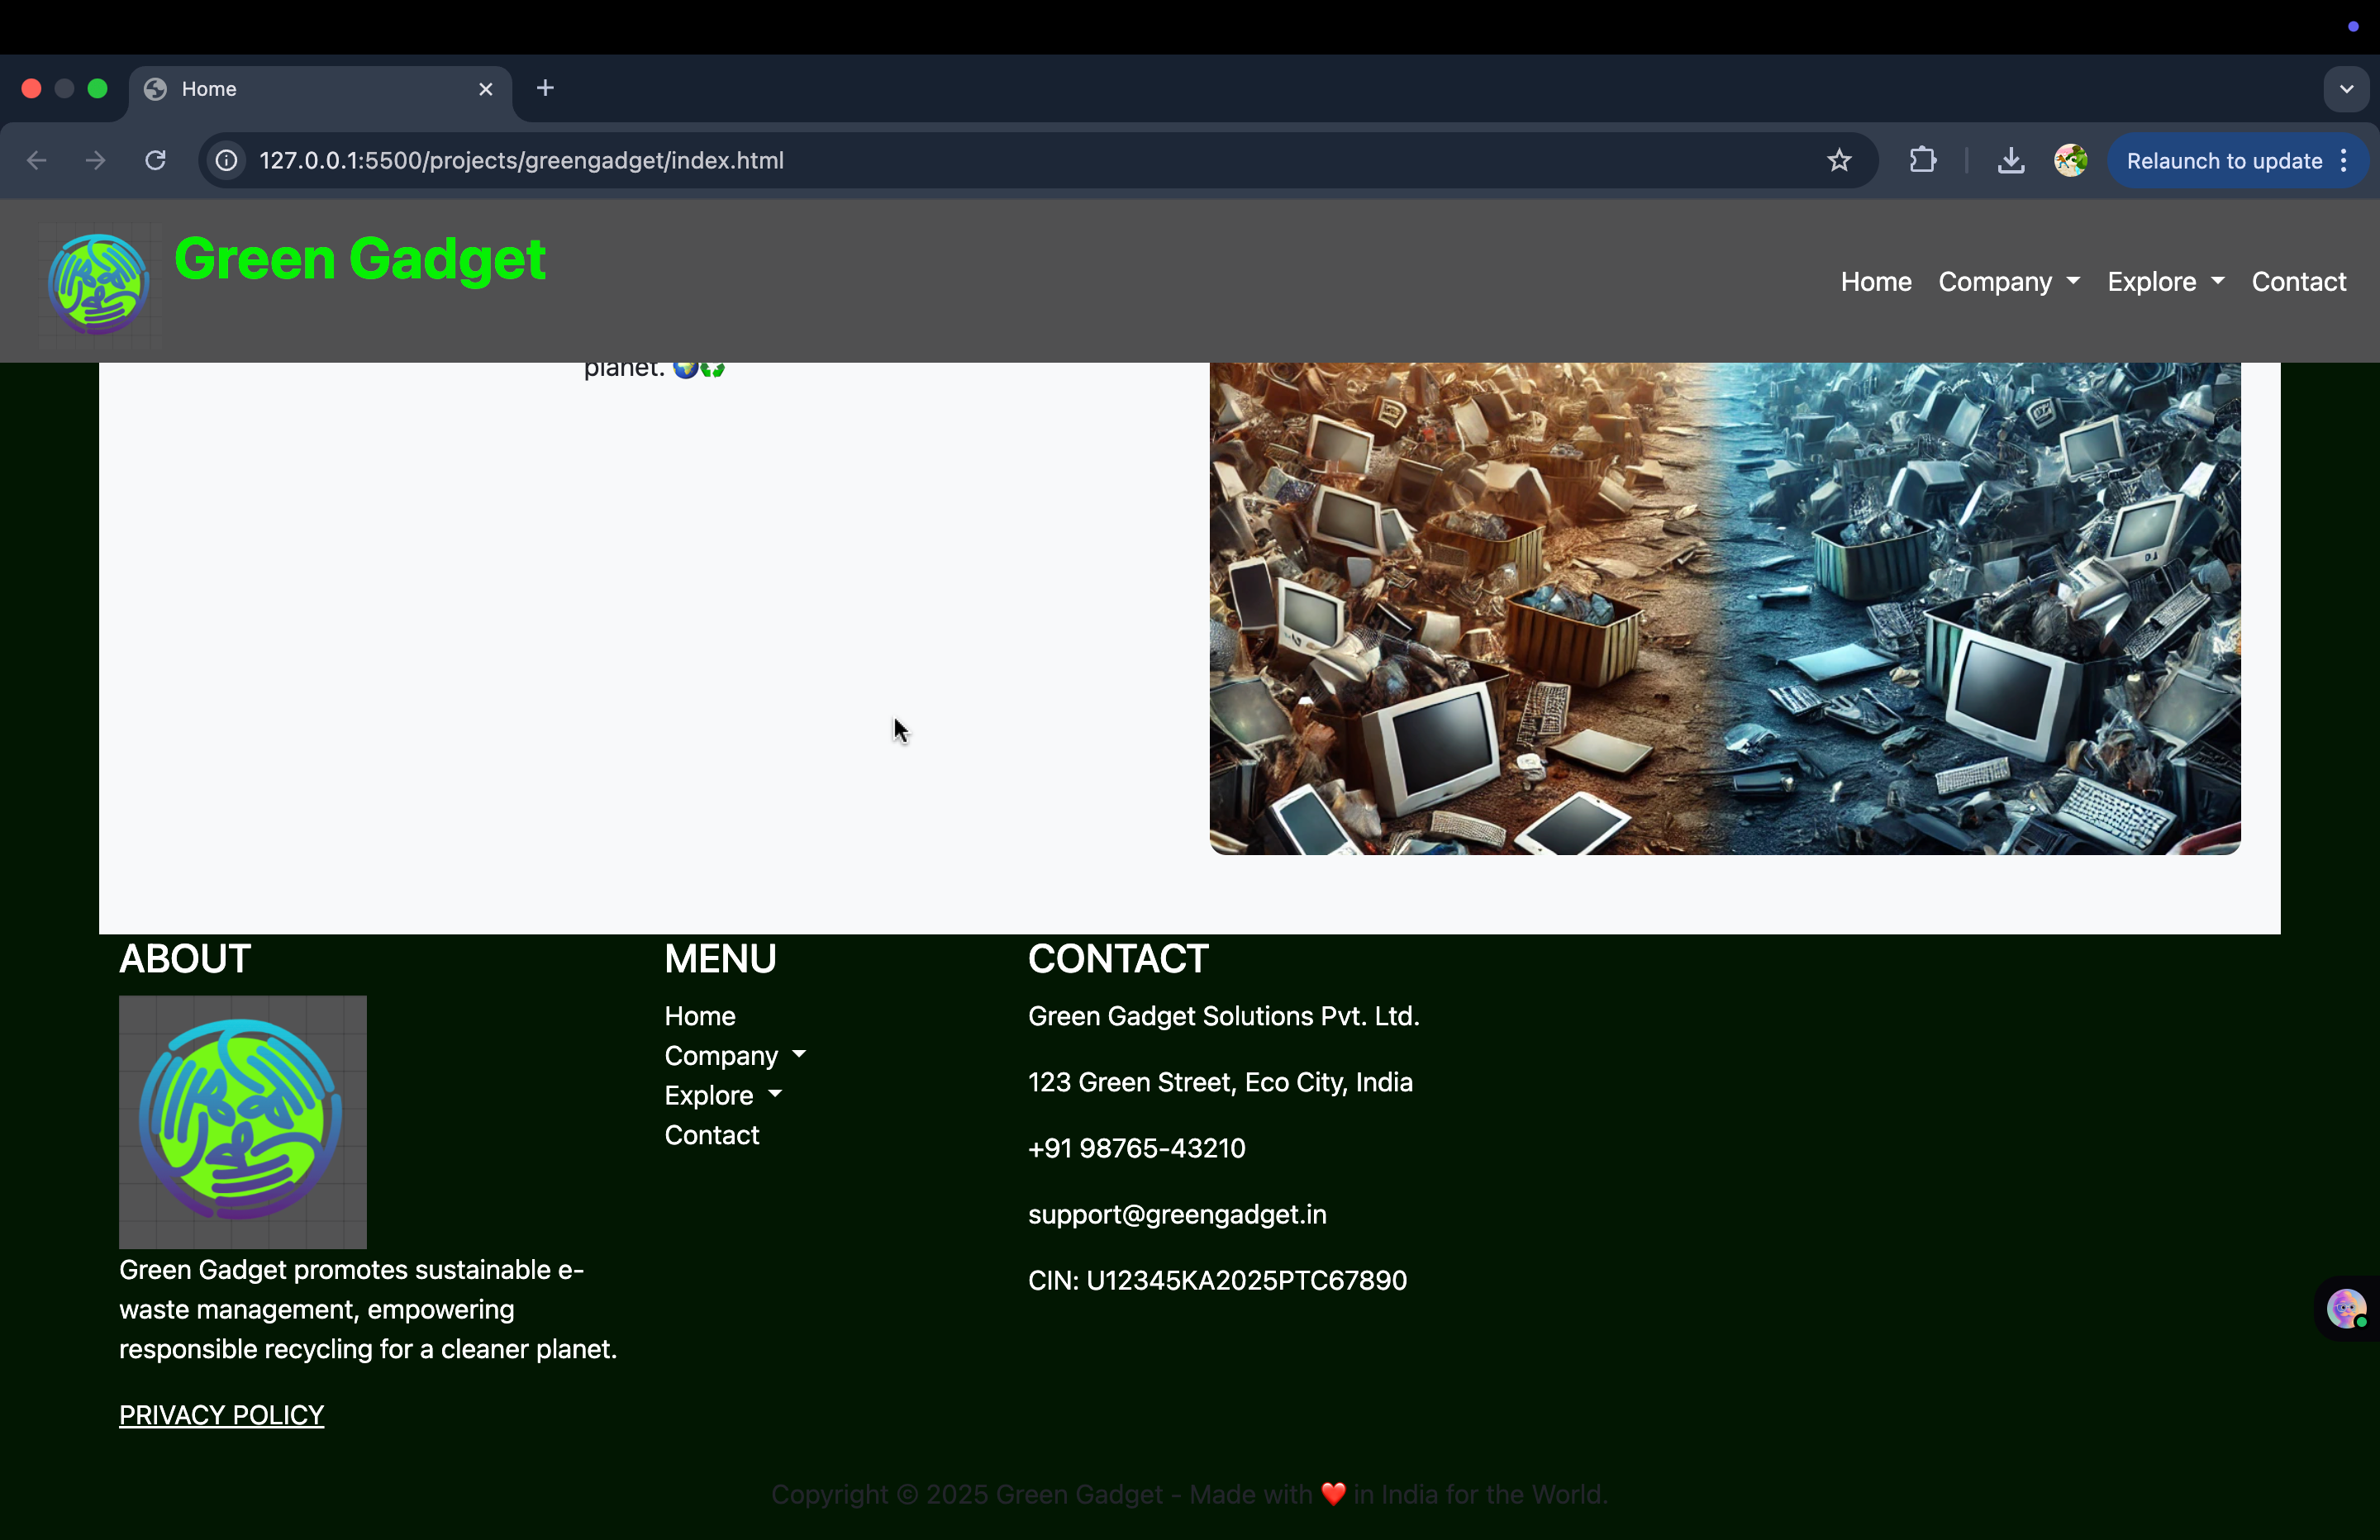 Home
127.0.0.1:5500/projects/greengadget/index.html
Relaunch to update
Green Gadget
Home Company Explore Contact
planet. 🌍♻️
ABOUT
Green Gadget promotes sustainable e-
waste management, empowering
responsible recycling for a cleaner planet.
PRIVACY POLICY
MENU
Home
Company
Explore
Contact
CONTACT
Green Gadget Solutions Pvt. Ltd.
123 Green Street, Eco City, India
+91 98765-43210
support@greengadget.in
CIN: U12345KA2025PTC67890
Copyright © 2025 Green Gadget - Made with ❤️ in India for the World.